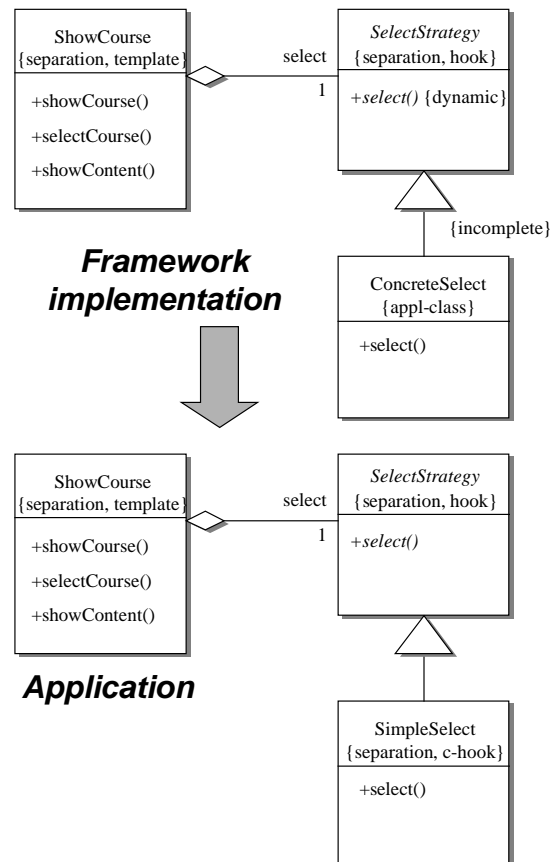 ShowCourse
{separation, template}
+showCourse()
+selectCourse()
+showContent()
select
1
SelectStrategy
{separation, hook}
+select() {dynamic}
{incomplete}
Framework
implementation
ConcreteSelect
{appl-class}
+select()
ShowCourse
{separation, template}
+showCourse()
+selectCourse()
+showContent()
select
1
SelectStrategy
{separation, hook}
+select()
Application
SimpleSelect
{separation, c-hook}
+select()